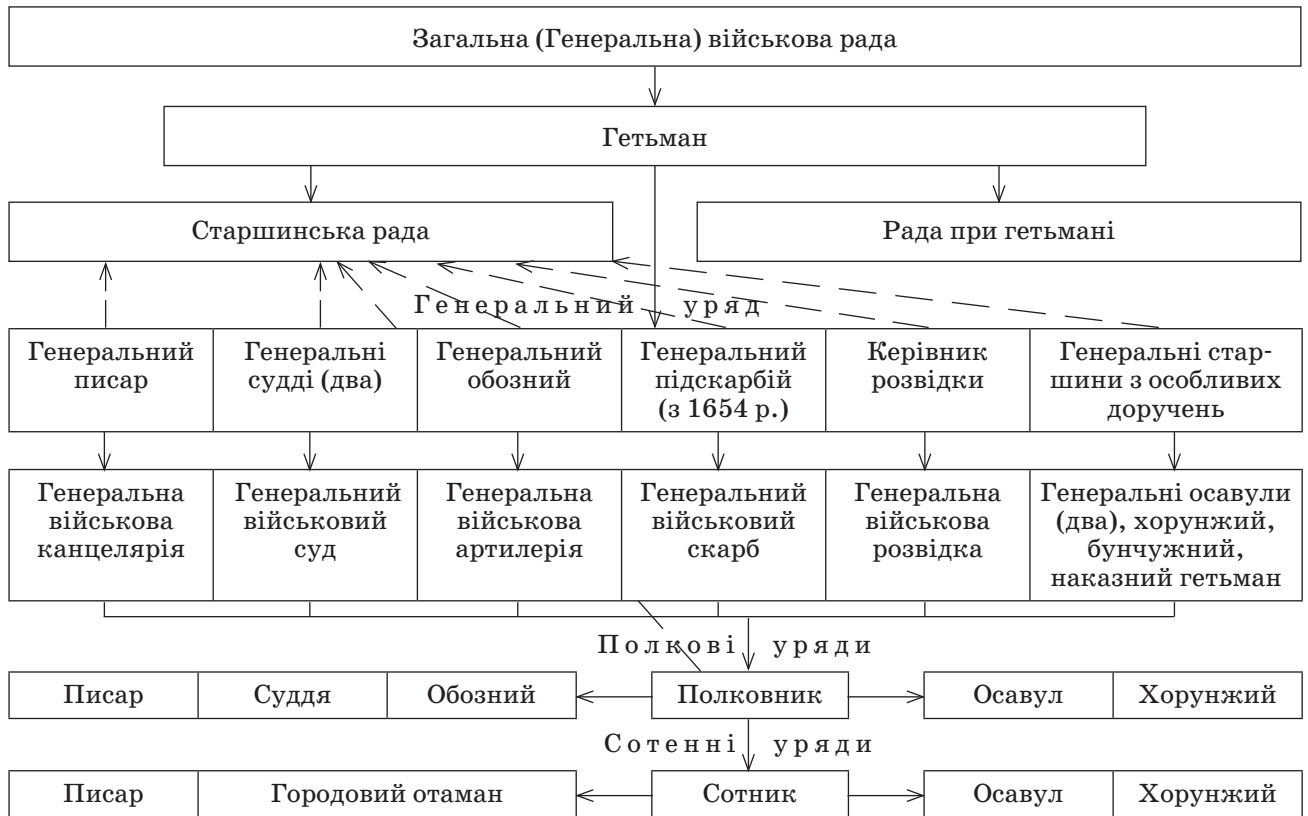 Загальна (Генеральна) військова рада
Гетьман
Старшинська рада
Рада при гетьмані
Генеральний уряд
Генеральний
писар
Генеральні
судді (два)
Генеральний
обозний
Генеральний
підскарбій
(з 1654 р.)
Керівник
розвідки
Генеральні стар-
шини з особливих
доручень
Генеральна
військова
канцелярія
Генеральний
військовий
суд
Генеральна
військова
артилерія
Генеральний
військовий
скарб
Генеральна
військова
розвідка
Генеральні осавули
(два), хорунжий,
бунчужний,
наказний гетьман
Полкові уряди
Писар Суддя Обозний Полковник Осавул Хорунжий
Сотенні уряди
Писар Городовий отаман Сотник Осавул Хорунжий